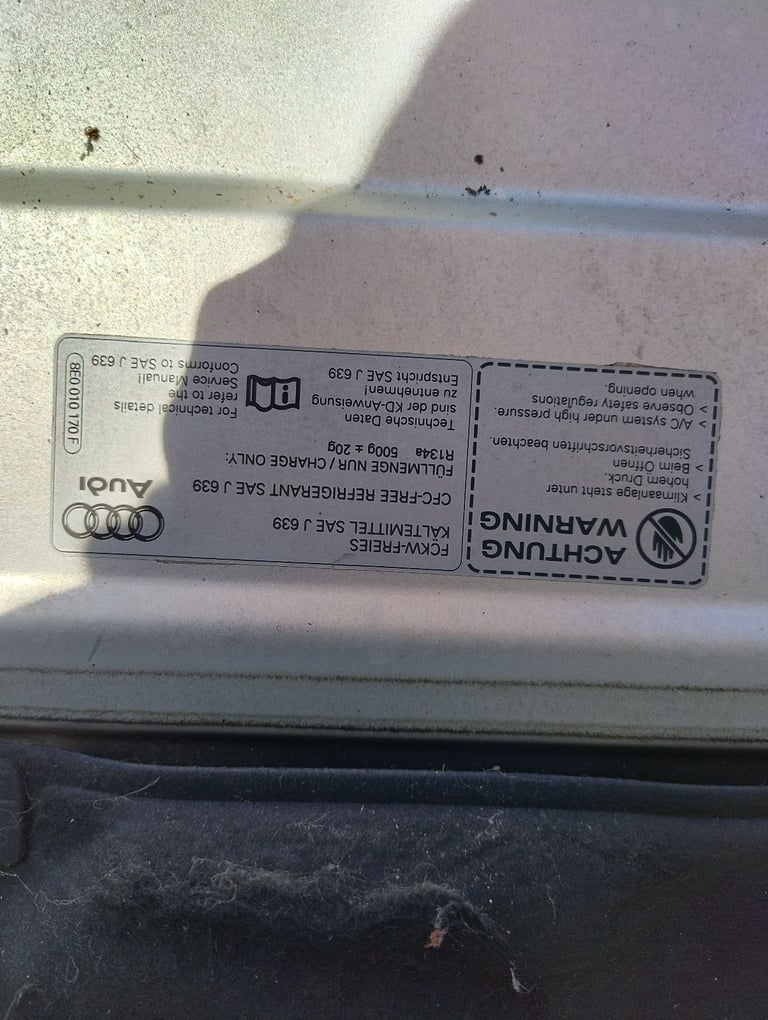 ACHTUNG
WARNING
> Klimaanlage steht unter
hohem Druck.
> Beim Öffnen
Sicherheitsvorschriften beachten.
> A/C system under high pressure.
> Observe safety regulations
when opening.
FCKW-FREIES
KÄLTEMITTEL SAE J 639
CFC-FREE REFRIGERANT SAE J 639
FÜLLMENGE NUR / CHARGE ONLY:
R134a 500g ± 20g
Technische Daten
sind der KD-Anweisung
zu entnehmen!
Entspricht SAE J 639
i
For technical details
refer to the
Service Manual!
Conforms to SAE J 639
Audi
8E0 010 170 F